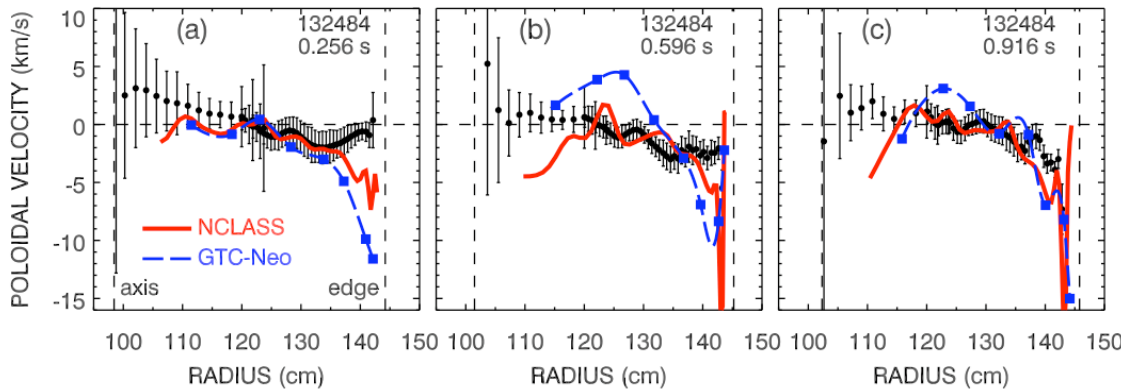 POLOIDAL VELOCITY (km/s)
10
5
0
-5
-10
-15
(a)
132484
0.256 s
NCLASS
GTC-Neo
axis
edge
100 110 120 130 140
RADIUS (cm)
(b)
132484
0.596 s
100 110 120 130 140 150
RADIUS (cm)
(c)
132484
0.916 s
100 110 120 130 140 150
RADIUS (cm)